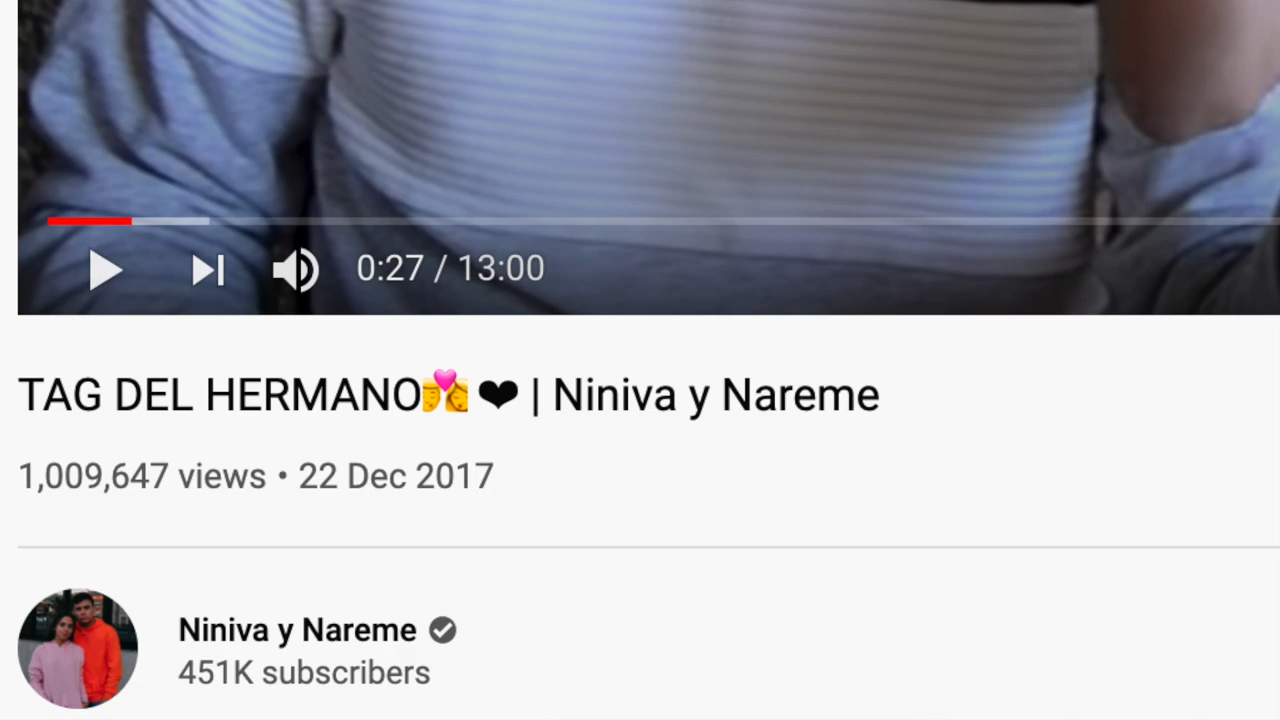 0:27 / 13:00
TAG DEL HERMANO💏 ❤ | Niniva y Nareme
1,009,647 views • 22 Dec 2017
Niniva y Nareme
451K subscribers